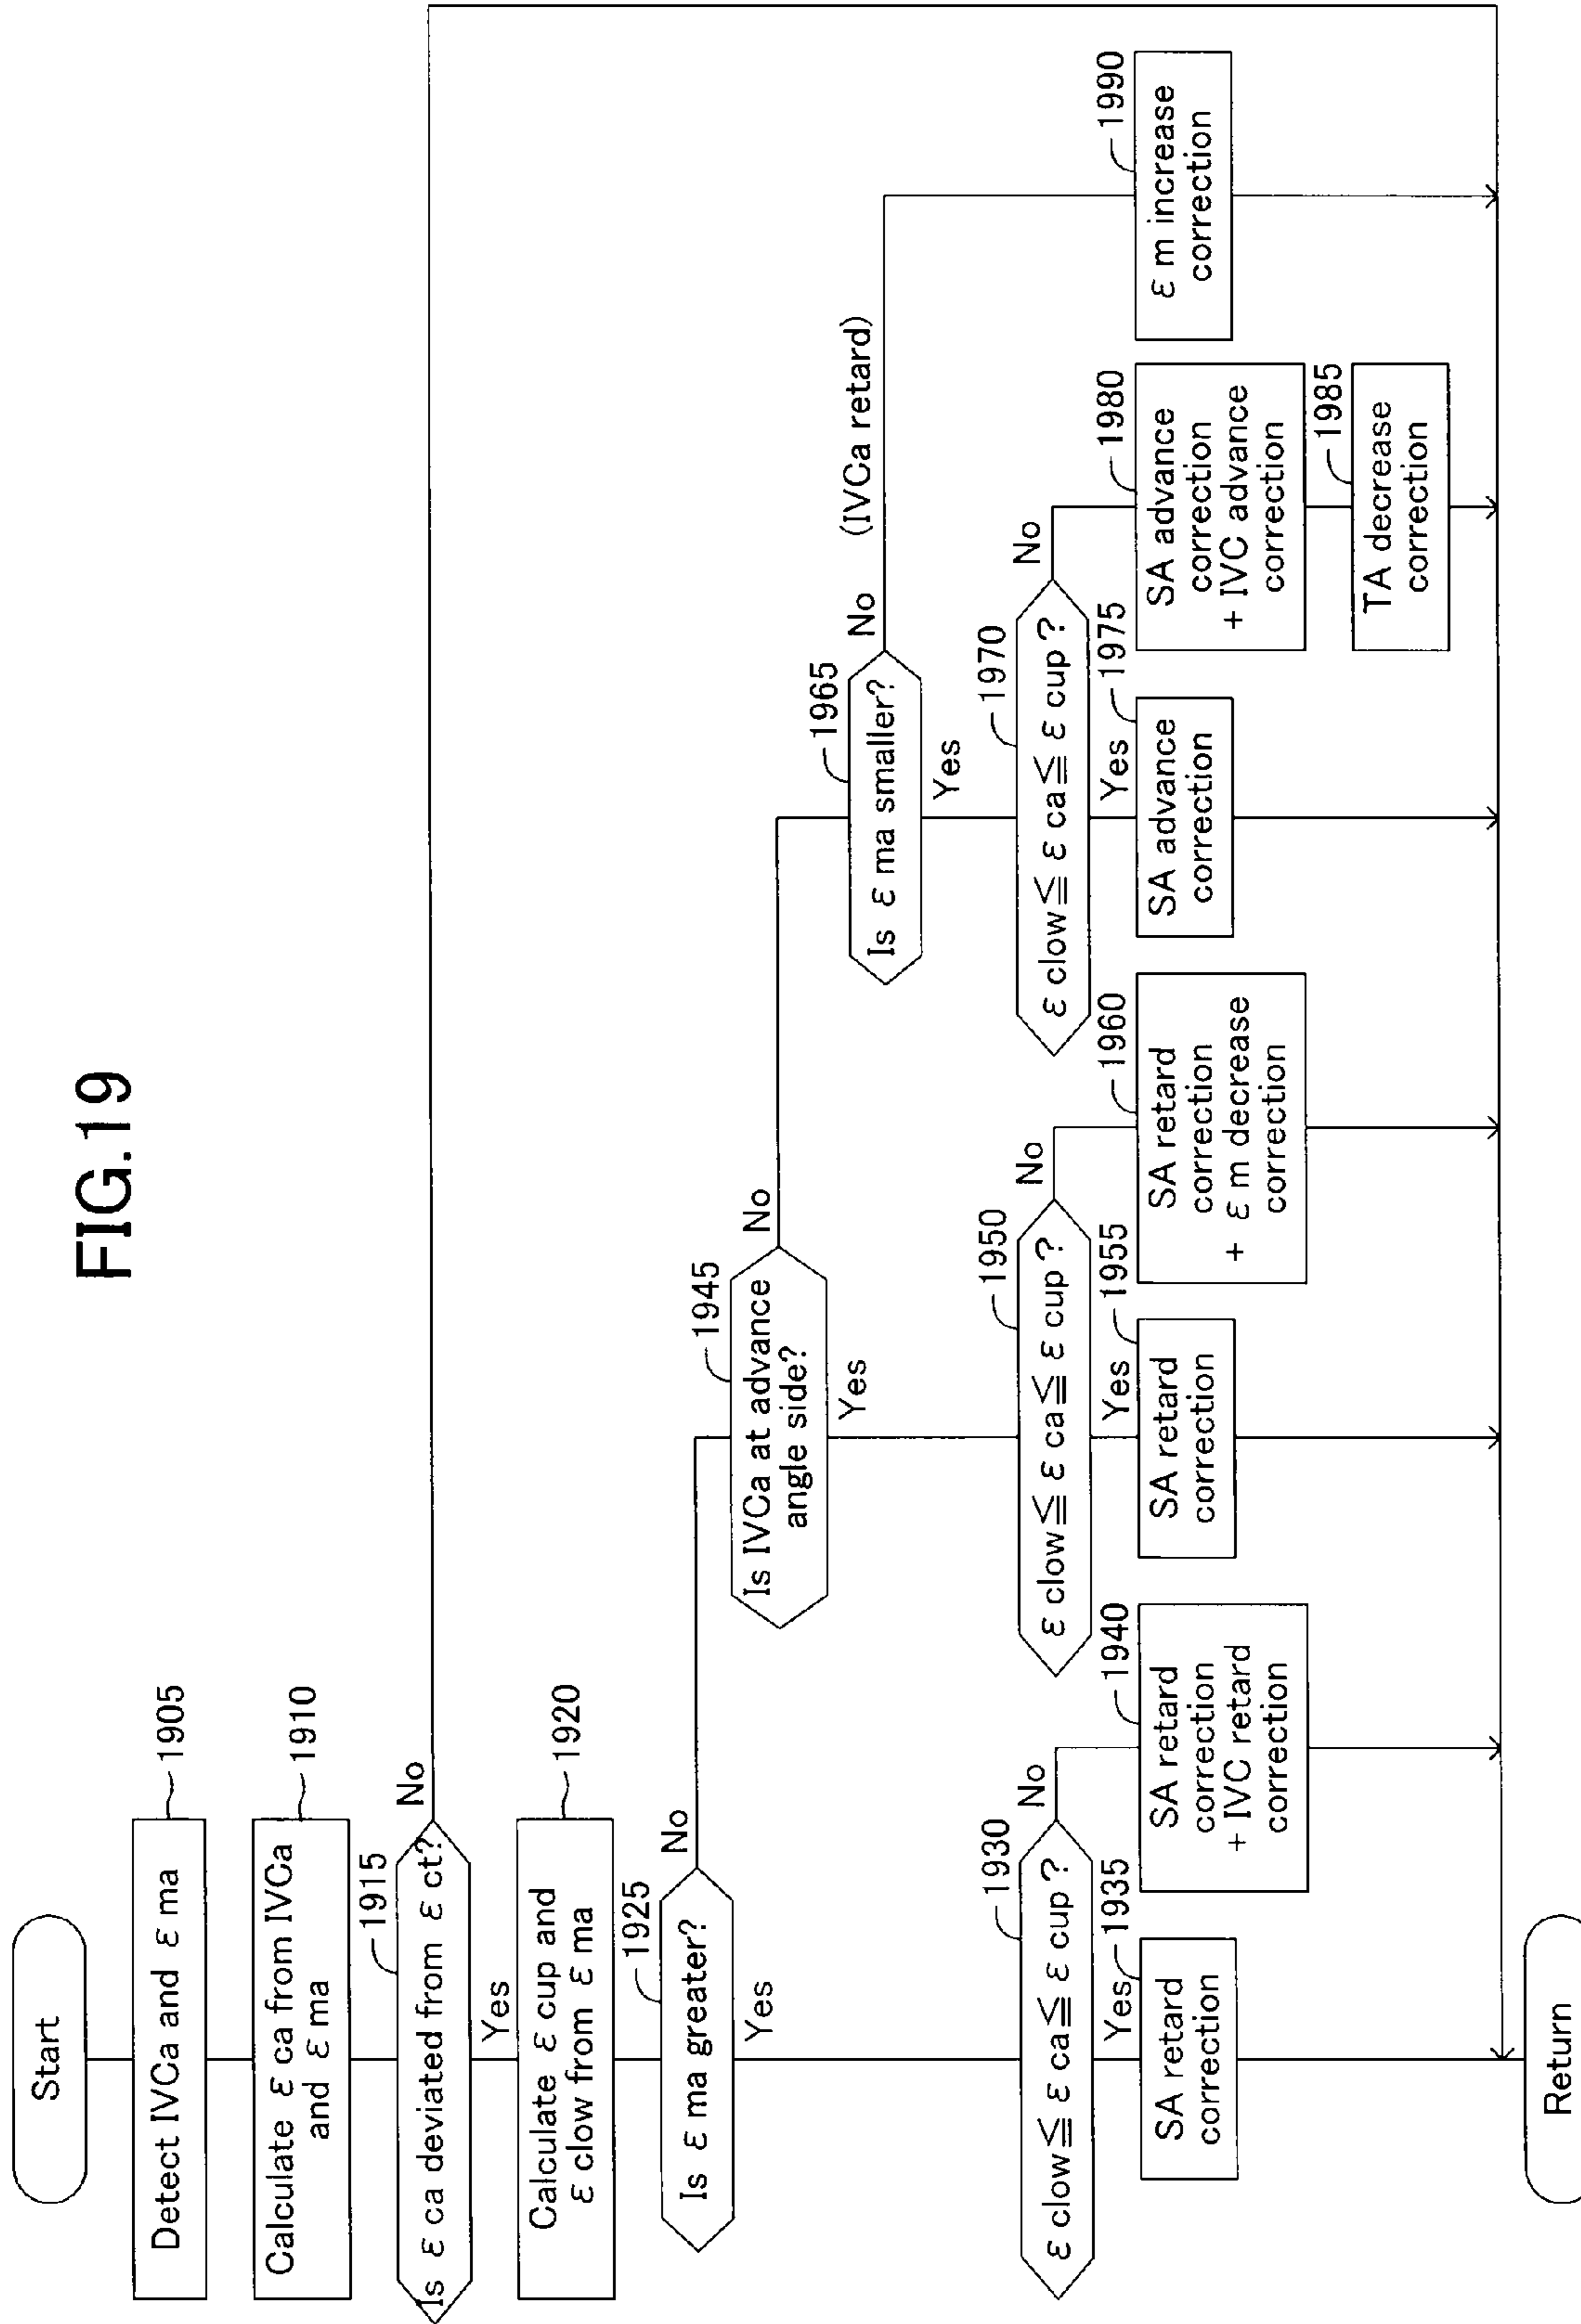 FIG.19
Start
Detect IVCa and ε ma
1905
Calculate ε ca from IVCa
and ε ma
1910
1915
Is ε ca deviated from ε ct?
No
Yes
Calculate ε cup and
ε clow from ε ma
1920
1925
Is ε ma greater?
No
Yes
1945
Is IVCa at advance
angle side?
No
Yes
1965
Is ε ma smaller?
No
(IVCa retard)
Yes
1930
ε clow≦ ε ca≦ ε cup?
No
Yes
1935
SA retard
correction
1940
SA retard
correction
+ IVC retard
correction
1950
ε clow≦ ε ca≦ ε cup?
No
Yes
1955
SA retard
correction
1960
SA retard
correction
+ ε m decrease
correction
1970
ε clow≦ ε ca≦ ε cup?
No
Yes
1975
SA advance
correction
1980
SA advance
correction
+ IVC advance
correction
1985
TA decrease
correction
1990
ε m increase
correction
Return